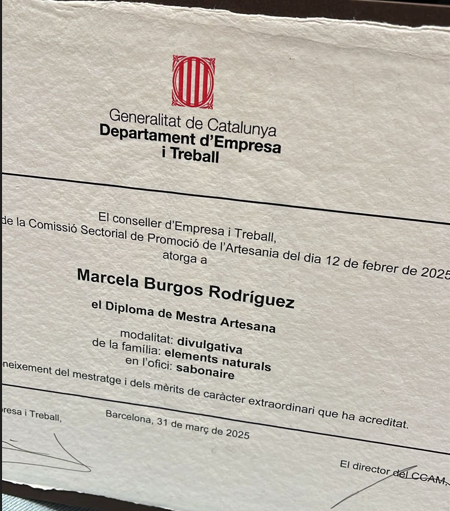 Generalitat de Catalunya
Departament d'Empresa
i Treball
El conseller d'Empresa i Treball,
de la Comissió Sectorial de Promoció de l'Artesania del dia 12 de febrer de 2025
atorga a
Marcela Burgos Rodríguez
el Diploma de Mestra Artesana
modalitat: divulgativa
de la família: elements naturals
en l'ofici: sabonaire
neixement del mestratge i dels mèrits de caràcter extraordinari que ha acreditat.
Barcelona, 31 de març de 2025
resa i Treball,
El director del CCAM,